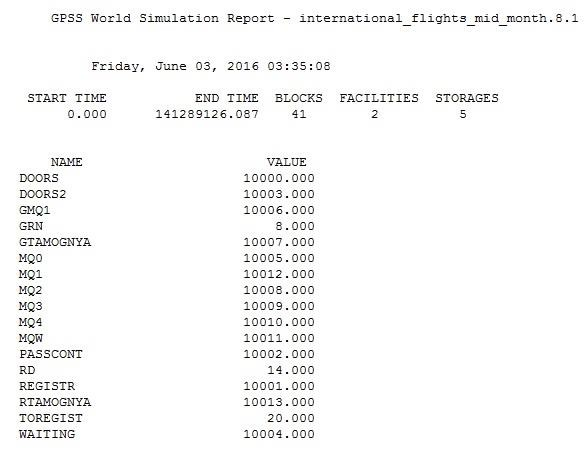 GPSS World Simulation Report - international_flights_mid_month.8.1
Friday, June 03, 2016 03:35:08
START TIME END TIME BLOCKS FACILITIES STORAGES
0.000 141289126.087 41 2 5
NAME VALUE
DOORS 10000.000
DOORS2 10003.000
GMQ1 10006.000
GRN 8.000
GTAMOGNYA 10007.000
MQ0 10005.000
MQ1 10012.000
MQ2 10008.000
MQ3 10009.000
MQ4 10010.000
MQW 10011.000
PASSCONT 10002.000
RD 14.000
REGISTR 10001.000
RTAMOGNYA 10013.000
TOREGIST 20.000
WAITING 10004.000